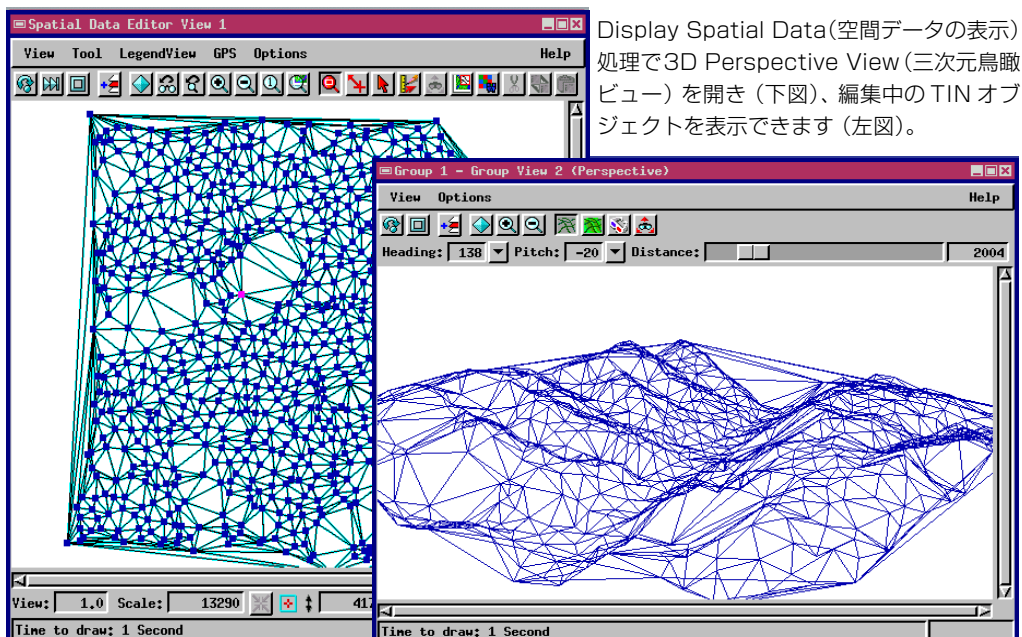 Spatial Data Editor View 1
View Tool LegendView GPS Options Help
Display Spatial Data（空間データの表示）
処理で3D Perspective View（三次元鳥瞰
ビュー）を開き（下図）、編集中の TIN オブ
ジェクトを表示できます（左図）。
Group 1 - Group View 2 (Perspective)
View Options Help
Heading: 138 Pitch: -20 Distance: 2004
View: 1.0 Scale: 13290 417
Time to draw: 1 Second
Time to draw: 1 Second